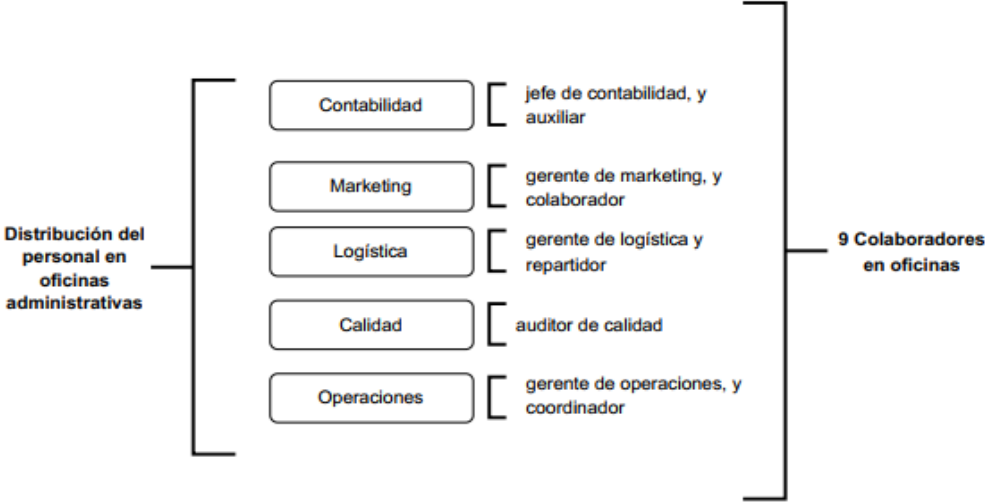 Distribución del
personal en
oficinas
administrativas
Contabilidad
jefe de contabilidad, y
auxiliar
Marketing
gerente de marketing, y
colaborador
Logística
gerente de logística y
repartidor
Calidad
auditor de calidad
Operaciones
gerente de operaciones, y
coordinador
9 Colaboradores
en oficinas